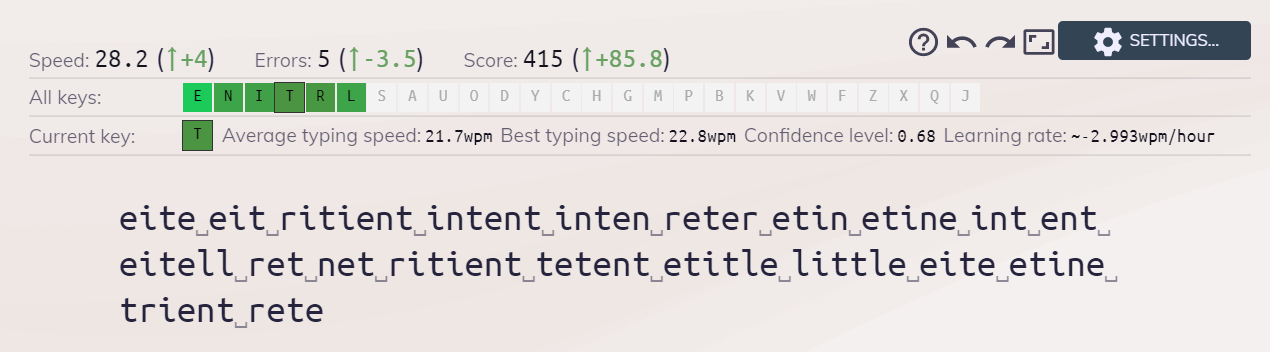 Speed: 28.2 (↑+4) Errors: 5 (↑-3.5) Score: 415 (↑+85.8) SETTINGS...
All keys: E N I T R L S A U O D Y C H G M P B K V W F Z X Q J
Current key: T Average typing speed: 21.7wpm Best typing speed: 22.8wpm Confidence level: 0.68 Learning rate: ~-2.993wpm/hour
eite␣eit␣ritient␣intent␣inten␣reter␣etin␣etine␣int␣ent␣
eitell␣ret␣net␣ritient␣tetent␣etitle␣little␣eite␣etine␣
trient␣rete